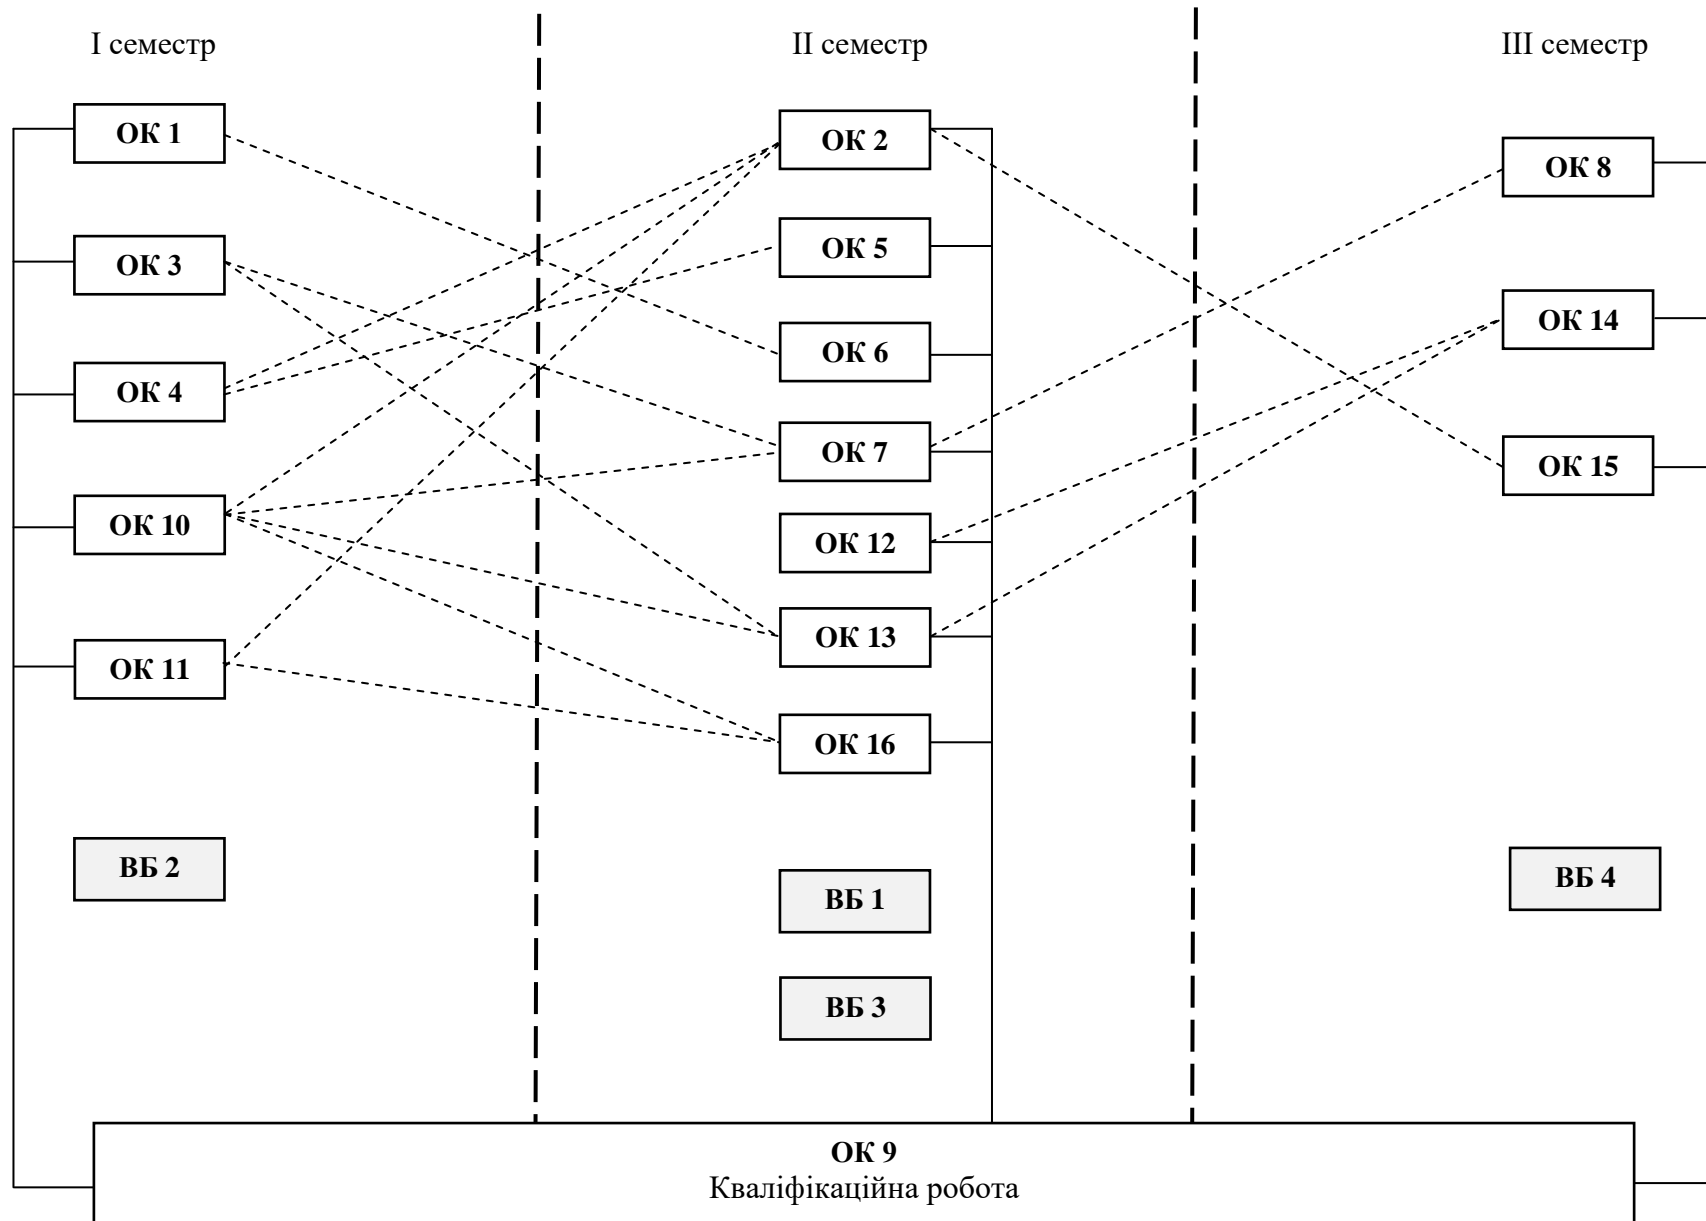 І семестр
ІІ семестр
ІІІ семестр
ОК 1
ОК 3
ОК 4
ОК 10
ОК 11
ВБ 2
ОК 2
ОК 5
ОК 6
ОК 7
ОК 12
ОК 13
ОК 16
ВБ 1
ВБ 3
ОК 8
ОК 14
ОК 15
ВБ 4
ОК 9
Кваліфікаційна робота